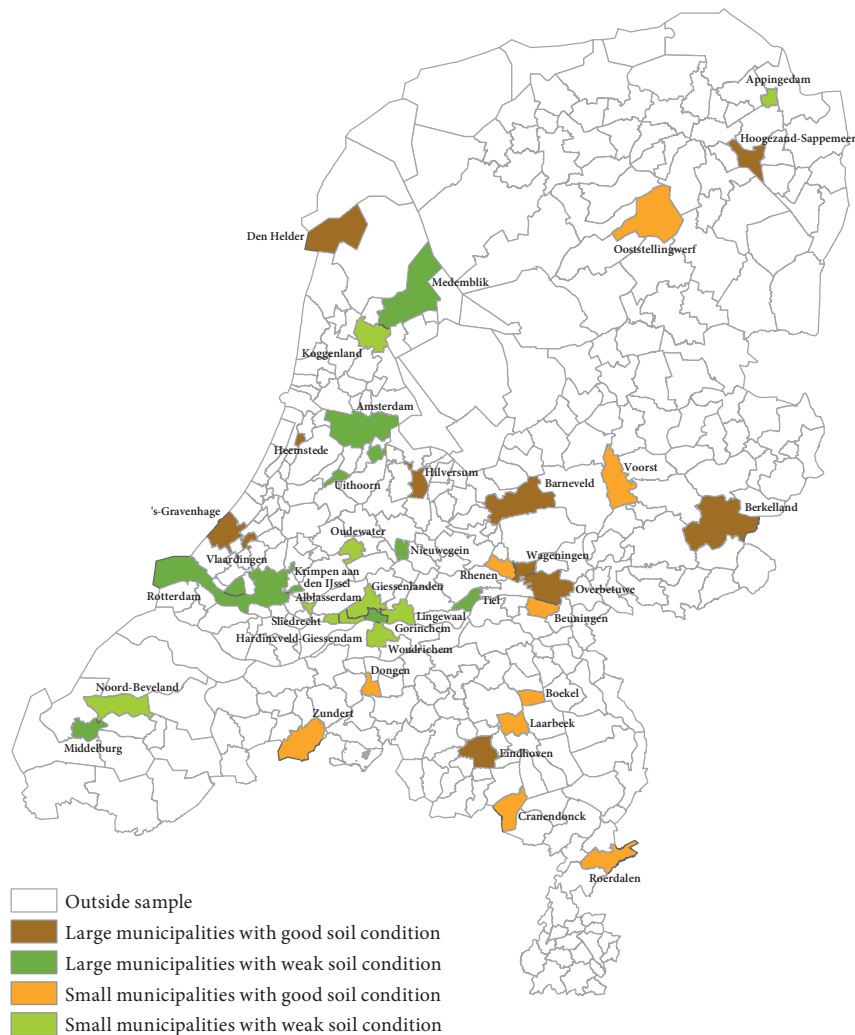 Appingedam
Hoogezand-Sappemeer
Den Helder
Ooststellingwerf
Medemblik
Koggenland
Amsterdam
Heemstede
Hilversum
Voorst
Uithoorn
Barneveld
Berkelland
's-Gravenhage
Oudewater
Nieuwegein
Vlaardingen
Wageningen
Krimpen aan
den IJssel
Rhenen
Giessenlanden
Overbetuwe
Rotterdam
Alblasserdam
Tiel
Lingewaal
Beuningen
Sliedrecht
Gorinchem
Hardinxveld-Giessendam
Woudrichem
Dongen
Noord-Beveland
Boekel
Zundert
Laarbeek
Middelburg
Eindhoven
Cranendonck
Roerdalen
Outside sample
Large municipalities with good soil condition
Large municipalities with weak soil condition
Small municipalities with good soil condition
Small municipalities with weak soil condition